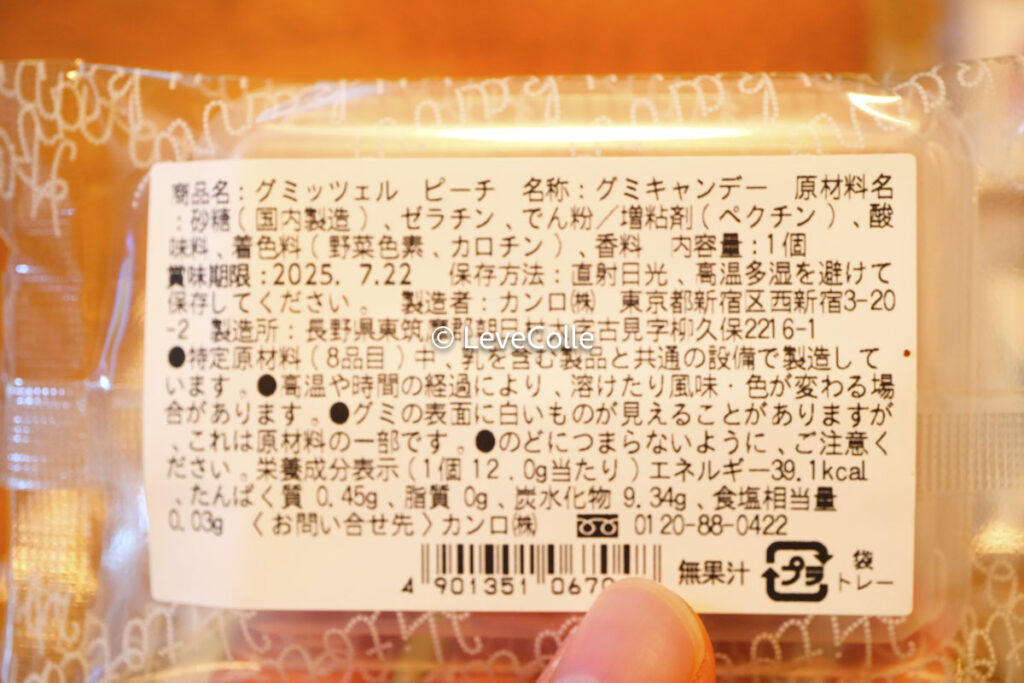 商品名:グミッツェル ピーチ 名称:グミキャンデー 原材料名
:砂糖(国内製造)、ゼラチン、でん粉/増粘剤(ペクチン)、酸
味料、着色料(野菜色素、カロチン)、香料 内容量:1個
賞味期限:2025. 7.22 保存方法:直射日光、高温多湿を避けて
保存してください。 製造者:カンロ㈱ 東京都新宿区西新宿3-20
-2 製造所:長野県東筑摩郡朝日村大字古見字柳久保2216-1
© LeveColle
●特定原材料(8品目)中、乳を含む製品と共通の設備で製造して
います。●高温や時間の経過により、溶けたり風味・色が変わる場
合があります。●グミの表面に白いものが見えることがありますが
、これは原材料の一部です。●のどにつまらないように、ご注意く
ださい。栄養成分表示(1個12.0g当たり)エネルギー39.1kcal
、たんぱく質 0.45g、脂質 0g、炭水化物 9.34g、食塩相当量
0.03g 〈お問い合せ先〉カンロ㈱ 0120-88-0422
4 901351 067
無果汁 プラ 袋
トレー